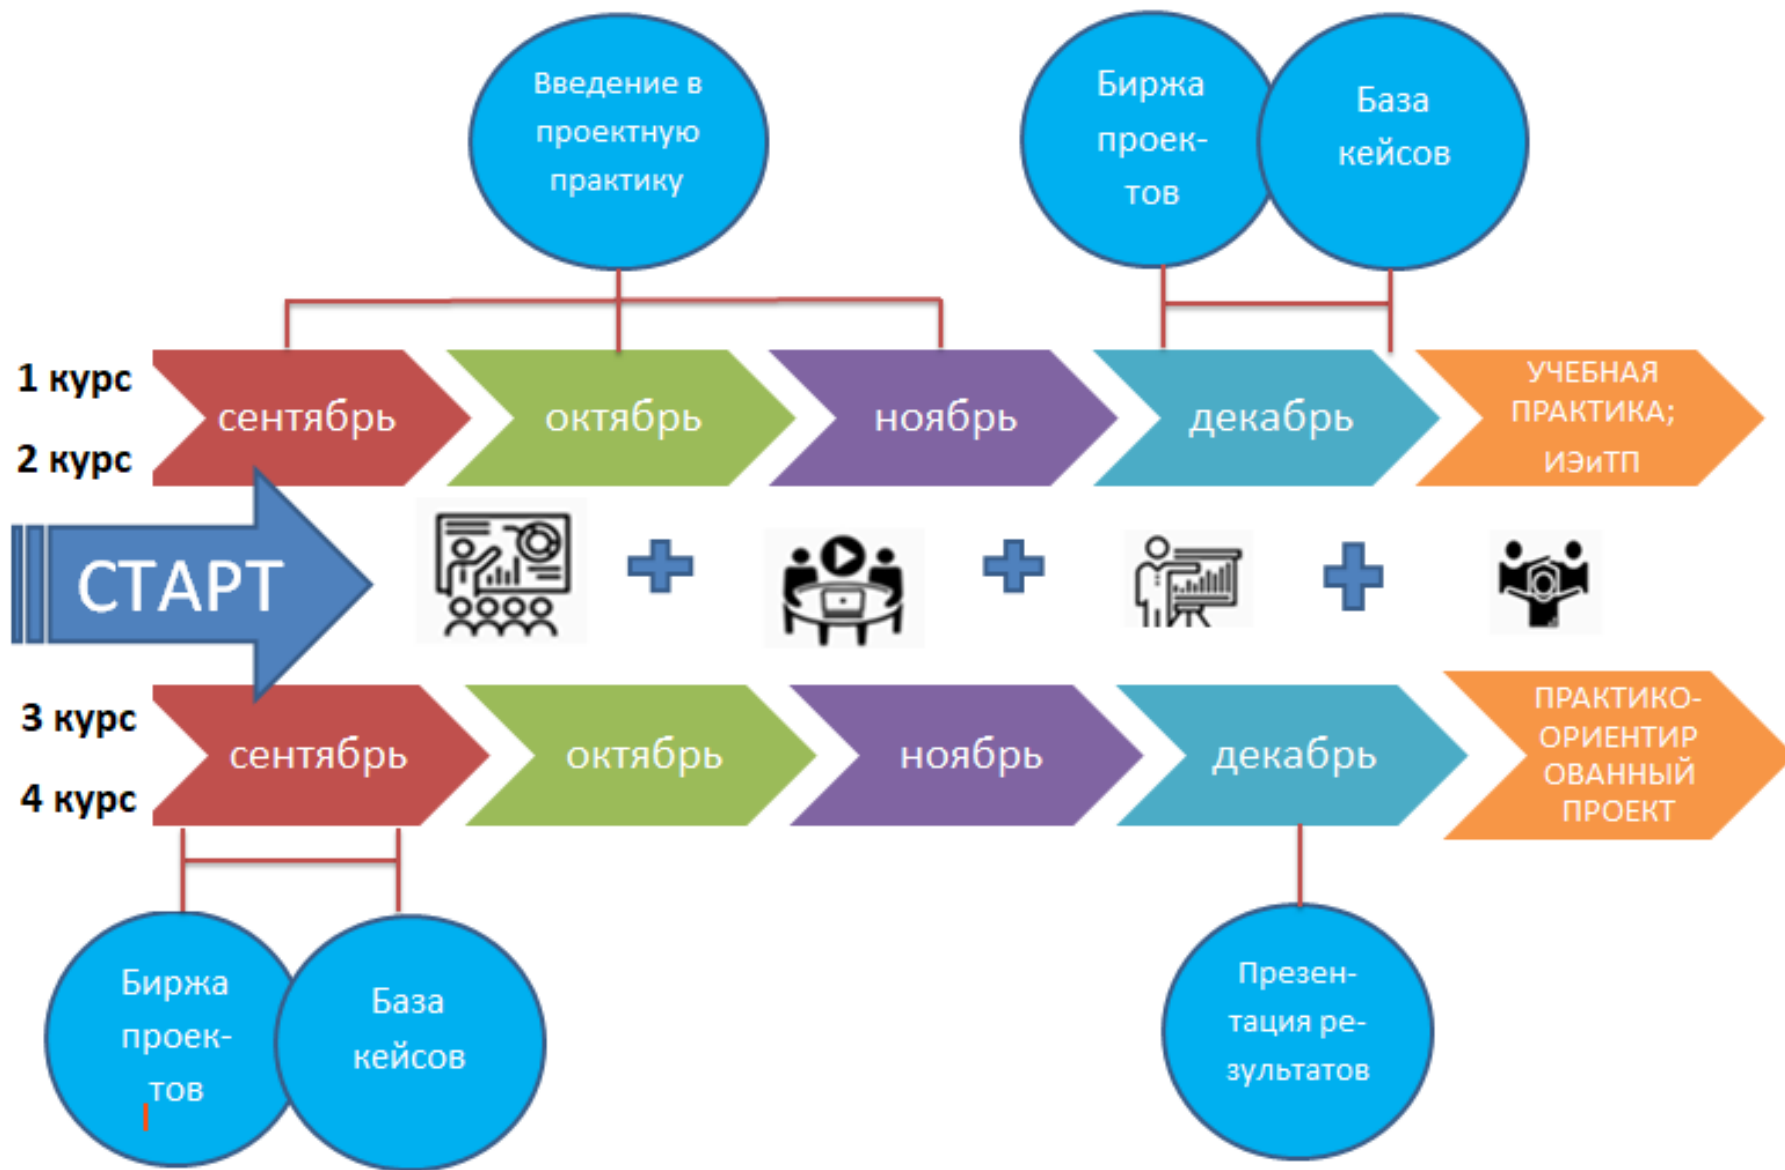 Введение в
проектную
практику
Биржа
проек-
тов
База
кейсов
1 курс
2 курс
сентябрь
октябрь
ноябрь
декабрь
УЧЕБНАЯ
ПРАКТИКА;
ИЭиТП
СТАРТ
3 курс
4 курс
сентябрь
октябрь
ноябрь
декабрь
ПРАКТИКО-
ОРИЕНТИР
ОВАННЫЙ
ПРОЕКТ
Биржа
проек-
тов
База
кейсов
Презен-
тация ре-
зультатов